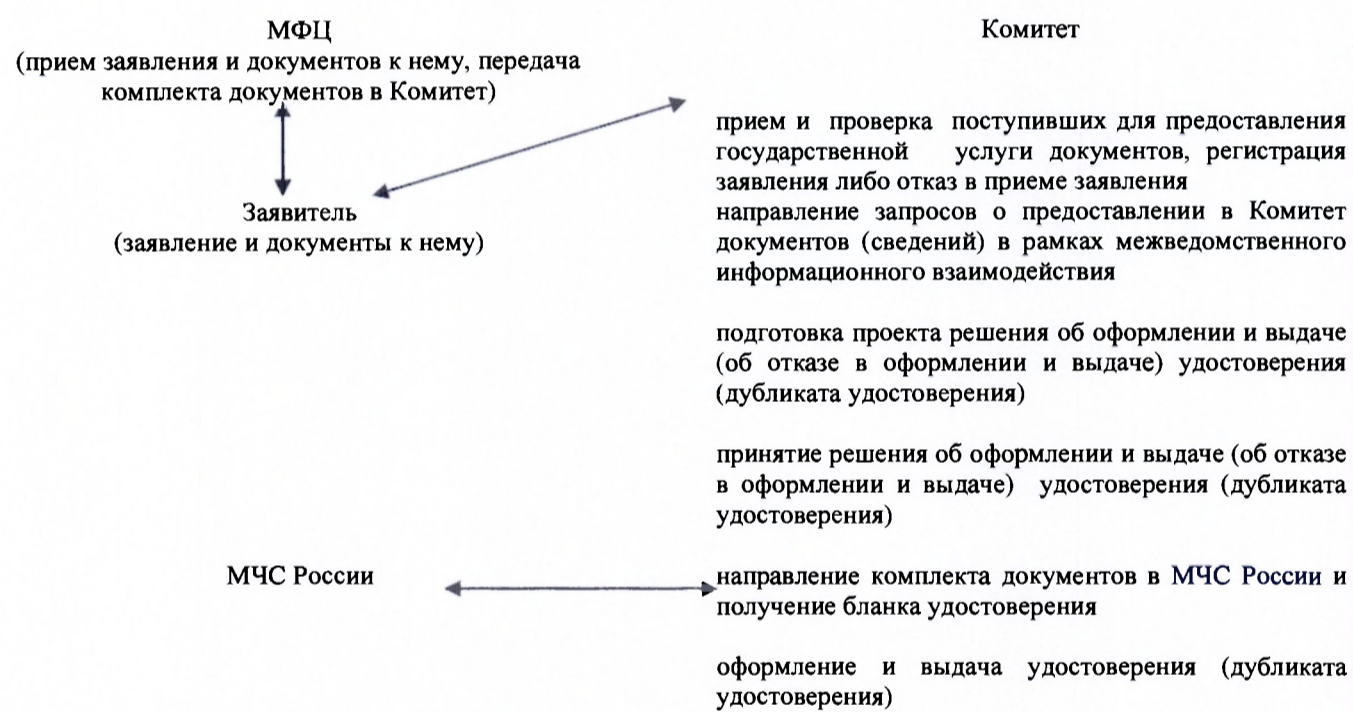 МФЦ
(прием заявления и документов к нему, передача
комплекта документов в Комитет)
Заявитель
(заявление и документы к нему)
МЧС России
Комитет
прием и проверка поступивших для предоставления
государственной услуги документов, регистрация
заявления либо отказ в приеме заявления
направление запросов о предоставлении в Комитет
документов (сведений) в рамках межведомственного
информационного взаимодействия
подготовка проекта решения об оформлении и выдаче
(об отказе в оформлении и выдаче) удостоверения
(дубликата удостоверения)
принятие решения об оформлении и выдаче (об отказе
в оформлении и выдаче) удостоверения (дубликата
удостоверения)
направление комплекта документов в МЧС России и
получение бланка удостоверения
оформление и выдача удостоверения (дубликата
удостоверения)